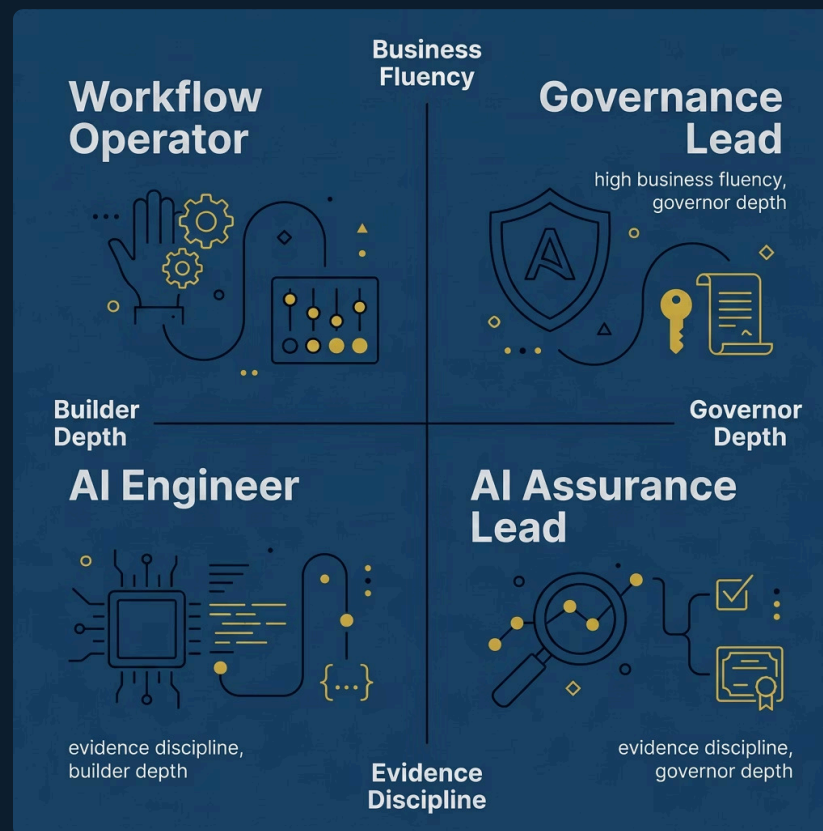 Business
Fluency
Workflow
Operator
Governance
Lead
high business fluency,
governor depth
A
Builder
Depth
Governor
Depth
AI Engineer
AI Assurance
Lead
{...}
evidence discipline,
builder depth
evidence discipline,
governor depth
Evidence
Discipline